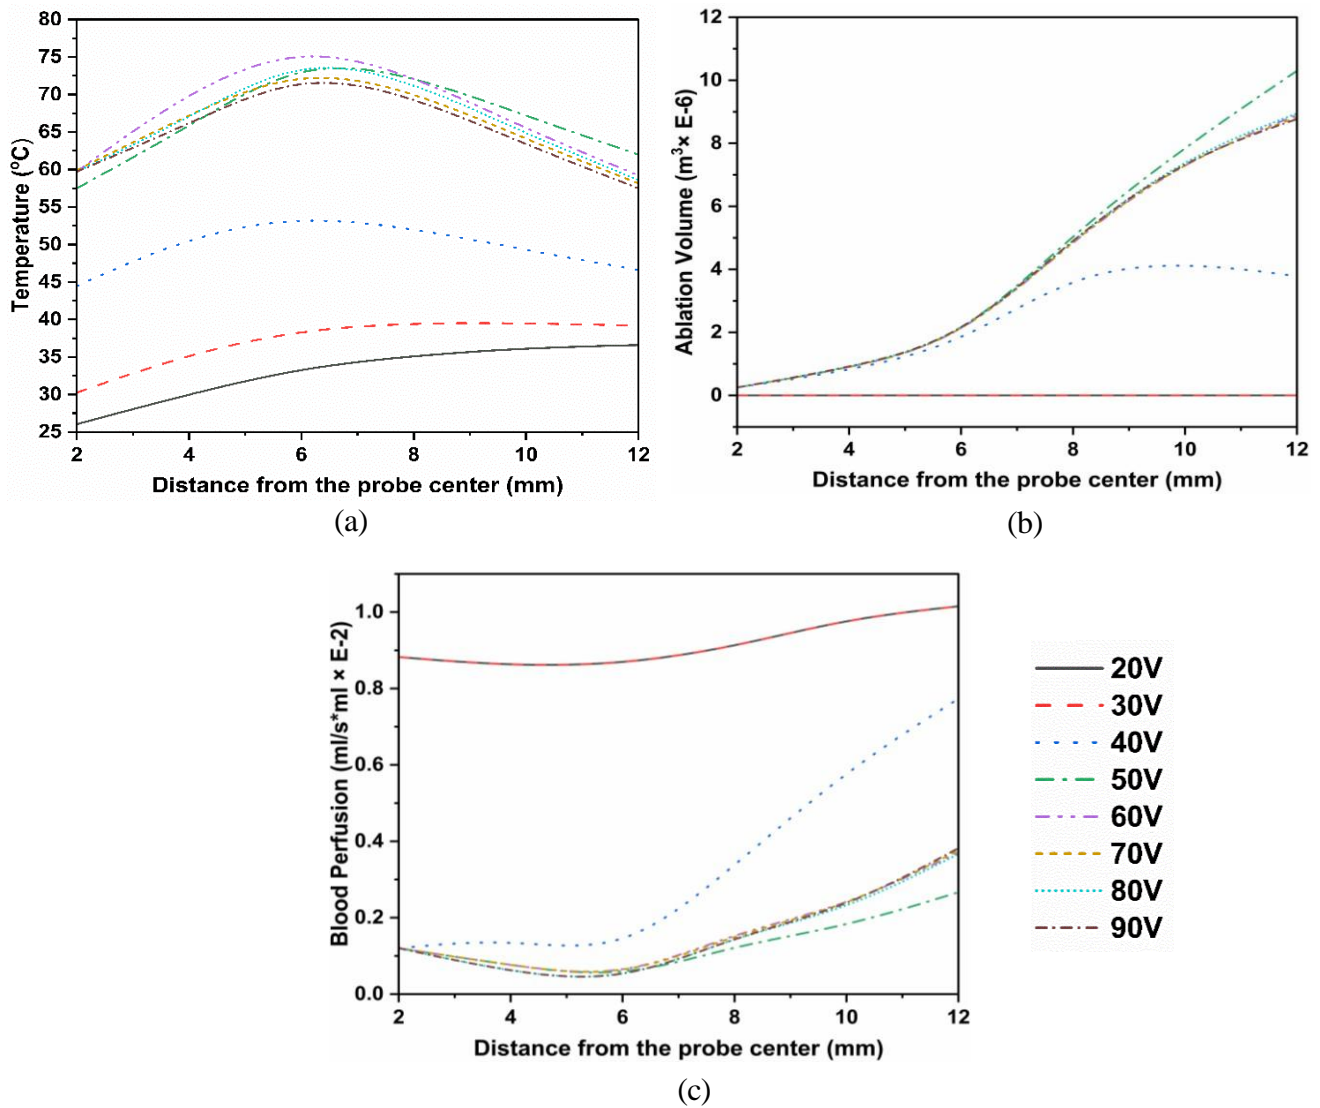 80
75
70
65
60
55
50
45
40
35
30
25
Temperature (ºC)
2 4 6 8 10 12
Distance from the probe center (mm)
(a)
12
10
8
6
4
2
0
Ablation Volume (m³× E-6)
2 4 6 8 10 12
Distance from the probe center (mm)
(b)
1.0
0.8
0.6
0.4
0.2
0.0
Blood Perfusion (ml/s*ml × E-2)
2 4 6 8 10 12
Distance from the probe center (mm)
(c)
20V
30V
40V
50V
60V
70V
80V
90V